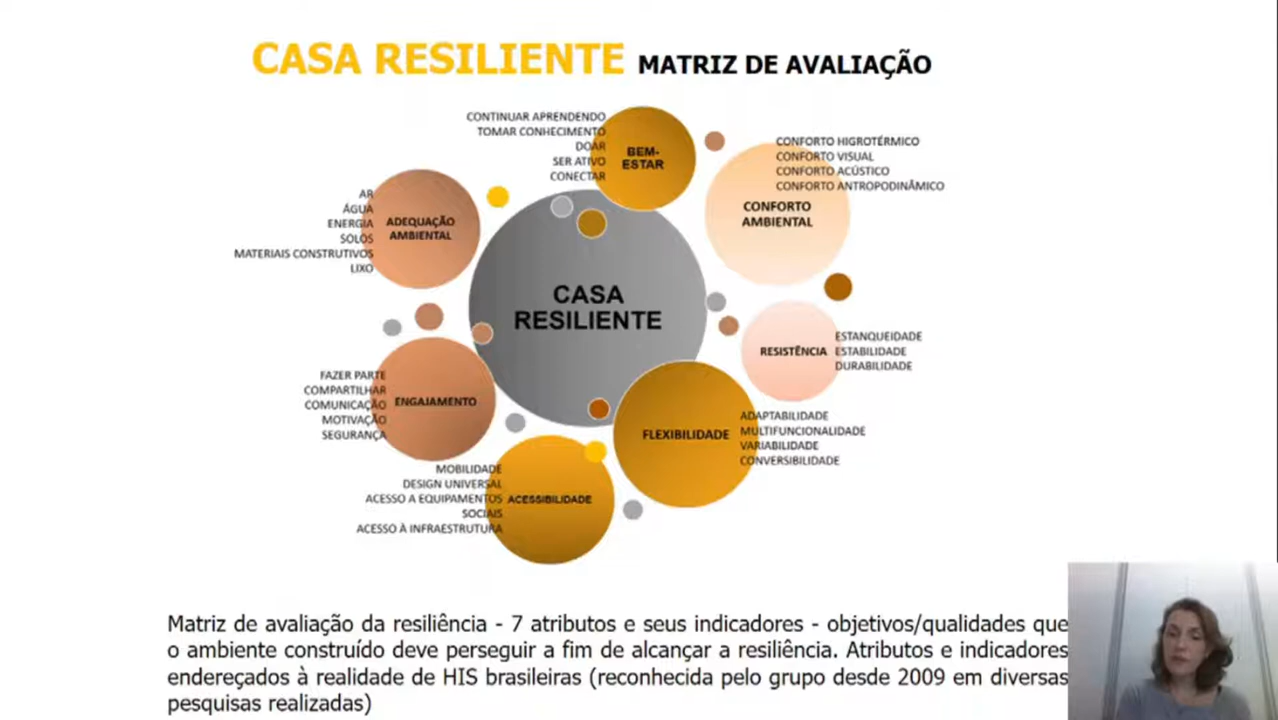 CASA RESILIENTE MATRIZ DE AVALIAÇÃO
CONTINUAR APRENDENDO
TOMAR CONHECIMENTO
DOAR
SER ATIVO
CONECTAR
BEM-
ESTAR
CONFORTO HIGROTÉRMICO
CONFORTO VISUAL
CONFORTO ACÚSTICO
CONFORTO ANTROPODINÂMICO
CONFORTO
AMBIENTAL
AR
ÁGUA
ENERGIA
SOLOS
MATERIAIS CONSTRUTIVOS
LIXO
ADEQUAÇÃO
AMBIENTAL
CASA
RESILIENTE
RESISTÊNCIA
ESTANQUEIDADE
ESTABILIDADE
DURABILIDADE
FAZER PARTE
COMPARTILHAR
COMUNICAÇÃO
MOTIVAÇÃO
SEGURANÇA
ENGAJAMENTO
FLEXIBILIDADE
ADAPTABILIDADE
MULTIFUNCIONALIDADE
VARIABILIDADE
CONVERSIBILIDADE
MOBILIDADE
DESIGN UNIVERSAL
ACESSO A EQUIPAMENTOS
SOCIAIS
ACESSO À INFRAESTRUTURA
ACESSIBILIDADE
Matriz de avaliação da resiliência - 7 atributos e seus indicadores - objetivos/qualidades que
o ambiente construído deve perseguir a fim de alcançar a resiliência. Atributos e indicadores
endereçados à realidade de HIS brasileiras (reconhecida pelo grupo desde 2009 em diversas
pesquisas realizadas)